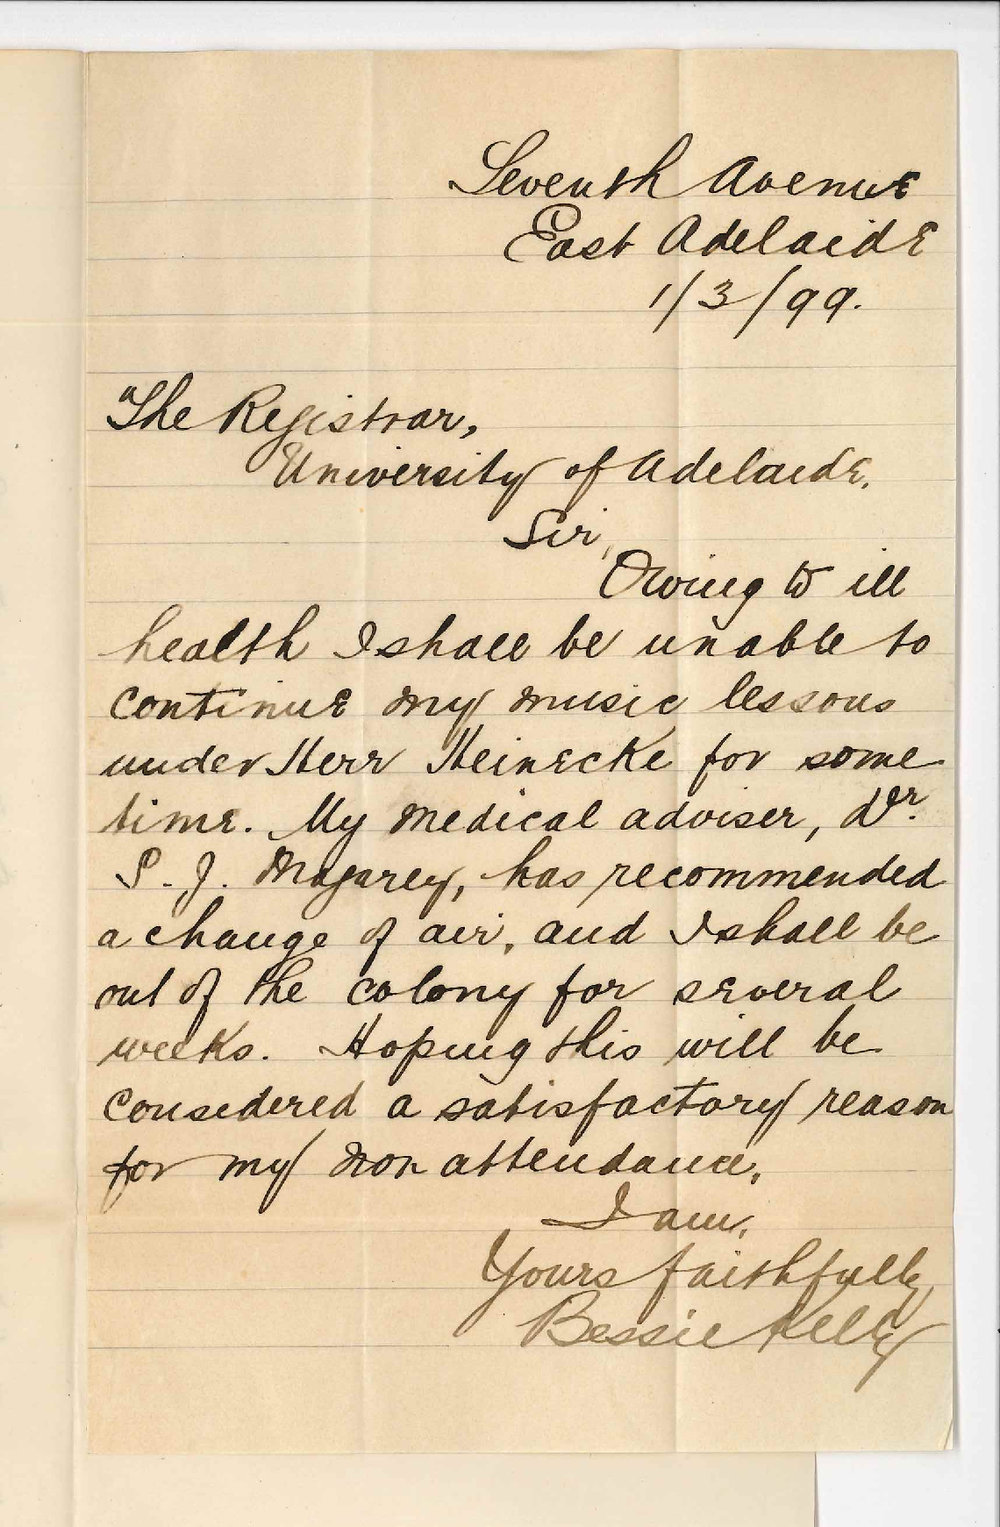 Seventh Avenue
East Adelaide
1/3/99.
The Registrar,
University of Adelaide.
Sir,
Owing to ill
health I shall be unable to
continue my music lessons
under Herr Heinecke for some
time. My medical adviser, Dr.
S. J. Magarey, has recommended
a change of air, and I shall be
out of the colony for several
weeks. Hoping this will be
considered a satisfactory reason
for my non attendance,
I am,
Yours faithfully,
Bessie Kelly